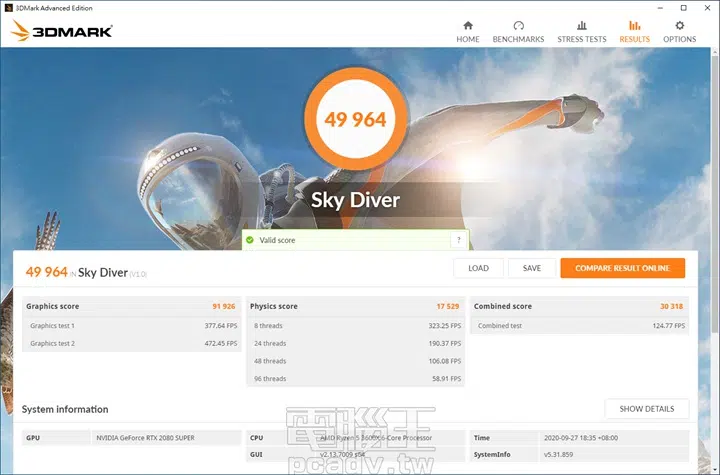 3DMark Advanced Edition
3DMARK
HOME BENCHMARKS STRESS TESTS RESULTS OPTIONS
49 964
Sky Diver
Valid score ?
49 964 IN Sky Diver (V1.0) LOAD SAVE COMPARE RESULT ONLINE
Graphics score 91 926
Graphics test 1 377.64 FPS
Graphics test 2 472.45 FPS
Physics score 17 529
8 threads 323.25 FPS
24 threads 190.37 FPS
48 threads 106.08 FPS
96 threads 58.91 FPS
Combined score 30 318
Combined test 124.77 FPS
System information SHOW DETAILS
GPU NVIDIA GeForce RTX 2080 SUPER
CPU AMD Ryzen 5 3600 6-Core Processor
GUI v2.13.7009 s64
Time 2020-09-27 18:35 +08:00
SystemInfo v5.31.859
電腦王
pcadv.tw